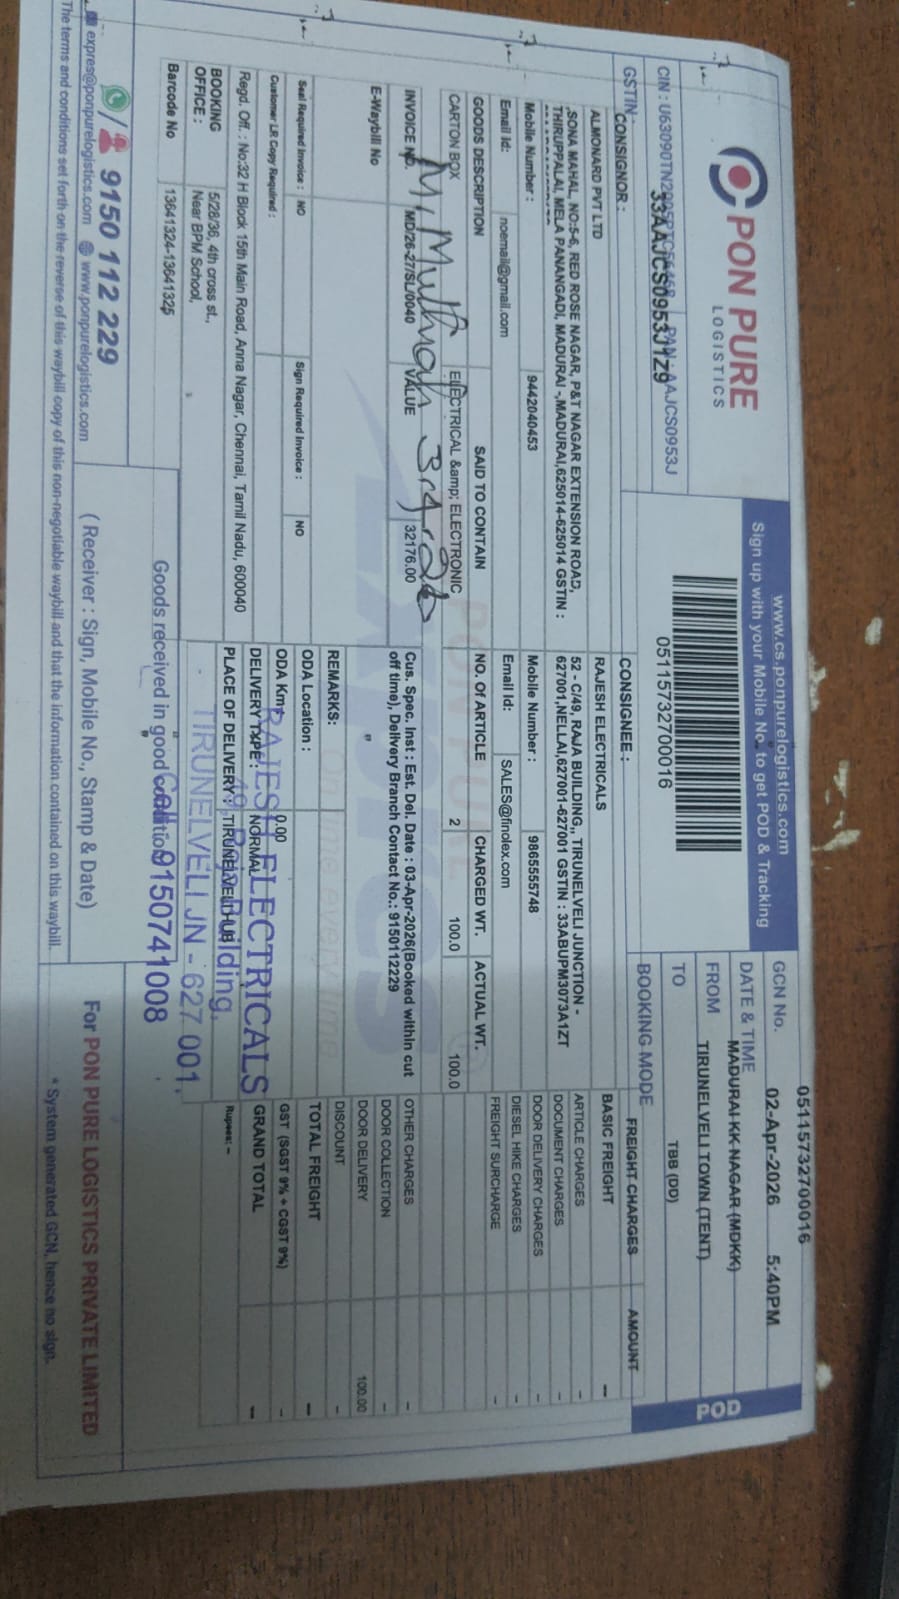 PON PURE
LOGISTICS
CIN : U63090TN2005PTC PAN : AAJCS0953J
GSTIN : 33AAJCS0953J1Z9
www.cs.ponpurelogistics.com
Sign up with your Mobile No. to get POD & Tracking
0511573270016
0511573270016
GCN No.
DATE & TIME 02-Apr-2026 5:40PM
FROM MADURAI KK NAGAR (MDKK)
TO TIRUNELVELI TOWN (TENT)
BOOKING MODE TBB (DD)
POD
CONSIGNOR :
ALMONARD PVT LTD
,SONA MAHAL, NO:5-6, RED ROSE NAGAR, P&T NAGAR EXTENSION ROAD,
THIRUPPALAI, MELA PANANGADI, MADURAI -,MADURAI,625014-625014 GSTIN :
Mobile Number : 9442040453
Email Id: noemail@gmail.com
CONSIGNEE :
RAJESH ELECTRICALS
52 - C/49, RAJA BUILDING,, TIRUNELVELI JUNCTION -
627001,NELLAI,627001-627001 GSTIN : 33ABUPM3073A1ZT
Mobile Number : 9865555748
Email Id: SALES@finolex.com
GOODS DESCRIPTION SAID TO CONTAIN NO. OF ARTICLE CHARGED WT. ACTUAL WT.
CARTON BOX ELECTRICAL &amp; ELECTRONIC 2 100.0 100.0
INVOICE NO. MD/26-27/SL/0040 VALUE 32176.00
E-Waybill No
Cus. Spec. Inst : Est. Del. Date : 03-Apr-2026(Booked within cut
off time), Delivery Branch Contact No.: 9150112229
REMARKS:
Seal Required Invoice : NO Sign Required Invoice : NO
Customer LR Copy Required :
ODA Location :
ODA Km : 0.00
DELIVERY TYPE : NORMAL
PLACE OF DELIVERY : TIRUNELVELI HUB
Regd. Off. : No:32 H Block 15th Main Road, Anna Nagar, Chennai, Tamil Nadu, 600040
BOOKING OFFICE : 5/28/36, 4th cross st.,
Near BPM School,
Barcode No 13641324-13641325
FREIGHT CHARGES AMOUNT
BASIC FREIGHT --
ARTICLE CHARGES -
DOCUMENT CHARGES -
DOOR DELIVERY CHARGES -
DIESEL HIKE CHARGES -
FREIGHT SURCHARGE -
OTHER CHARGES -
DOOR COLLECTION -
DOOR DELIVERY 100.00
DISCOUNT -
TOTAL FREIGHT --
GST (SGST 9% + CGST 9%) -
GRAND TOTAL --
Rupees: -
RAJESH ELECTRICALS
Building,
TIRUNELVELI JN - 627 001.
Cell: 9150741008
Goods received in good condition
( Receiver : Sign, Mobile No., Stamp & Date)
9150 112 229
expres@ponpurelogistics.com www.ponpurelogistics.com
For PON PURE LOGISTICS PRIVATE LIMITED
* System generated GCN, hence no sign.
The terms and conditions set forth on the reverse of this waybill copy of this non-negotiable waybill and that the information contained on this waybill.